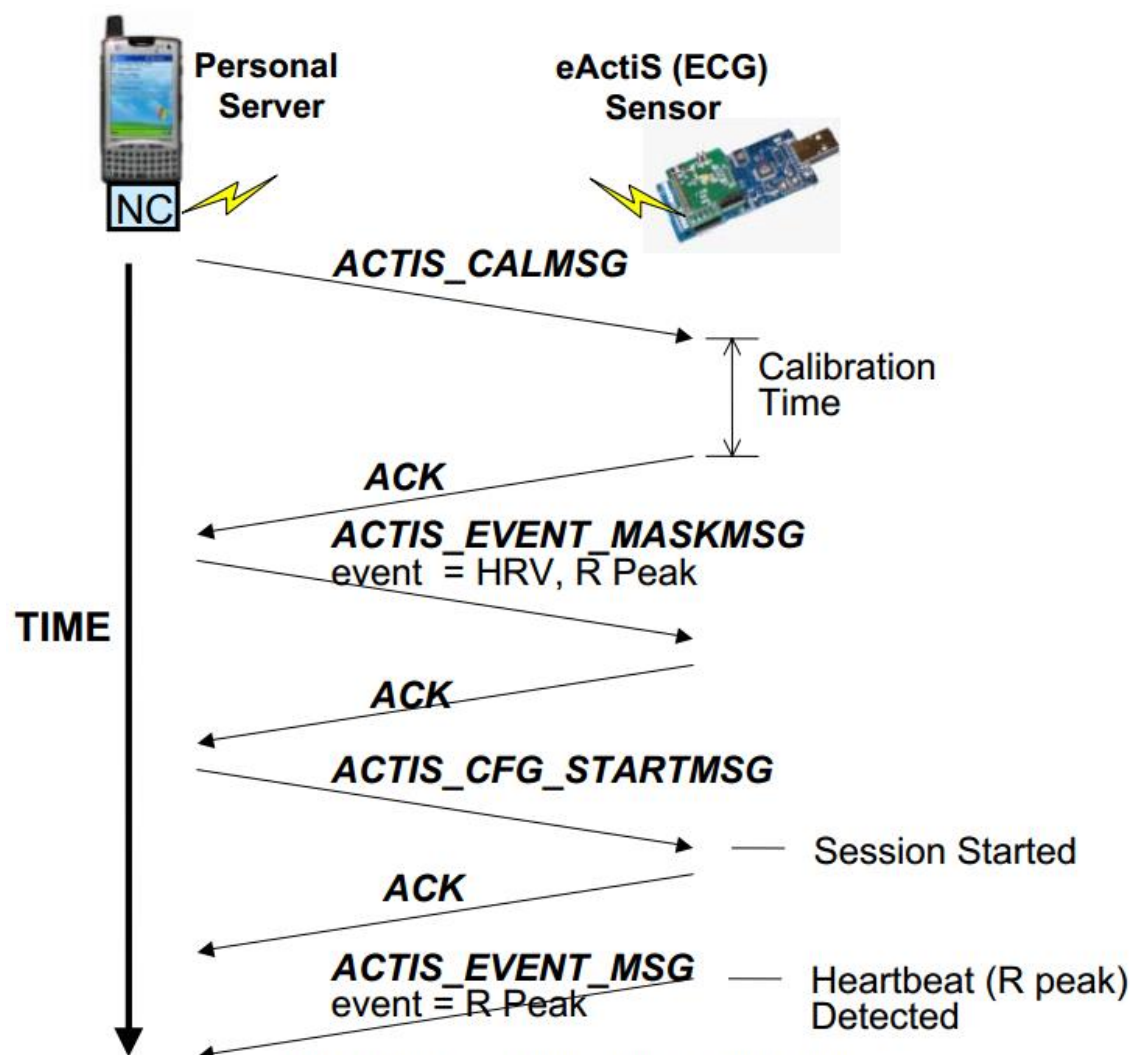 Personal
Server
eActiS (ECG)
Sensor
NC
ACTIS_CALMSG
Calibration
Time
ACK
ACTIS_EVENT_MASKMSG
event = HRV, R Peak
TIME
ACK
ACTIS_CFG_STARTMSG
Session Started
ACK
ACTIS_EVENT_MSG
event = R Peak
Heartbeat (R peak)
Detected